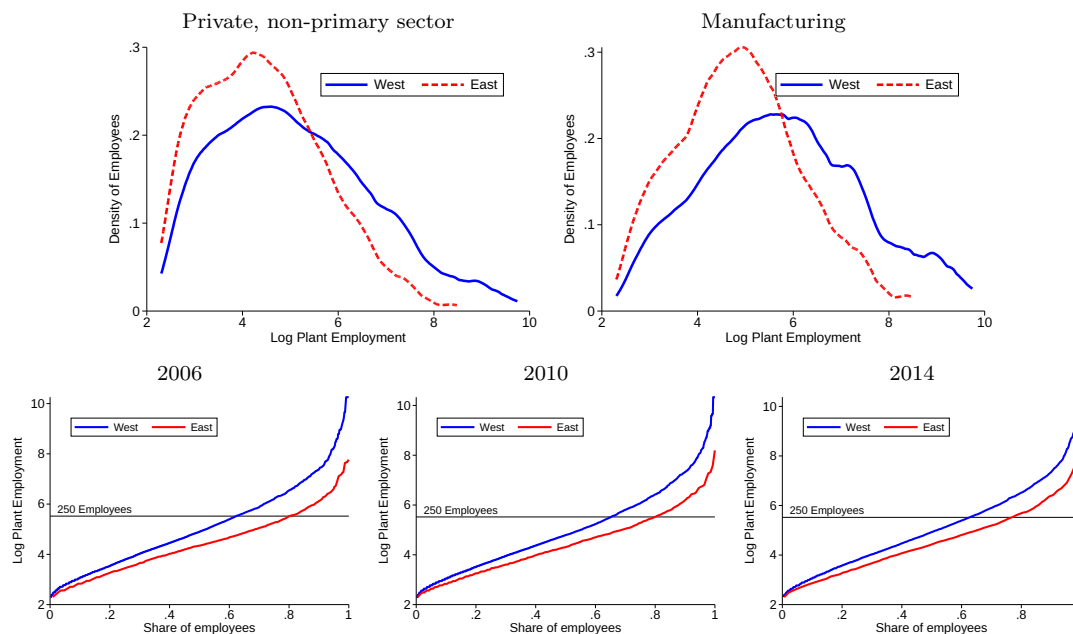 Private, non-primary sector
.3
.2
.1
0
2 4 6 8 10
Density of Employees
Log Plant Employment
West East
Manufacturing
.3
.2
.1
0
2 4 6 8 10
Density of Employees
Log Plant Employment
West East
2006
10
8
6
4
2
0 .2 .4 .6 .8 1
Log Plant Employment
Share of employees
West East
250 Employees
2010
10
8
6
4
2
0 .2 .4 .6 .8 1
Log Plant Employment
Share of employees
West East
250 Employees
2014
10
8
6
4
2
0 .2 .4 .6 .8
Log Plant Employment
Share of employees
West East
250 Employees